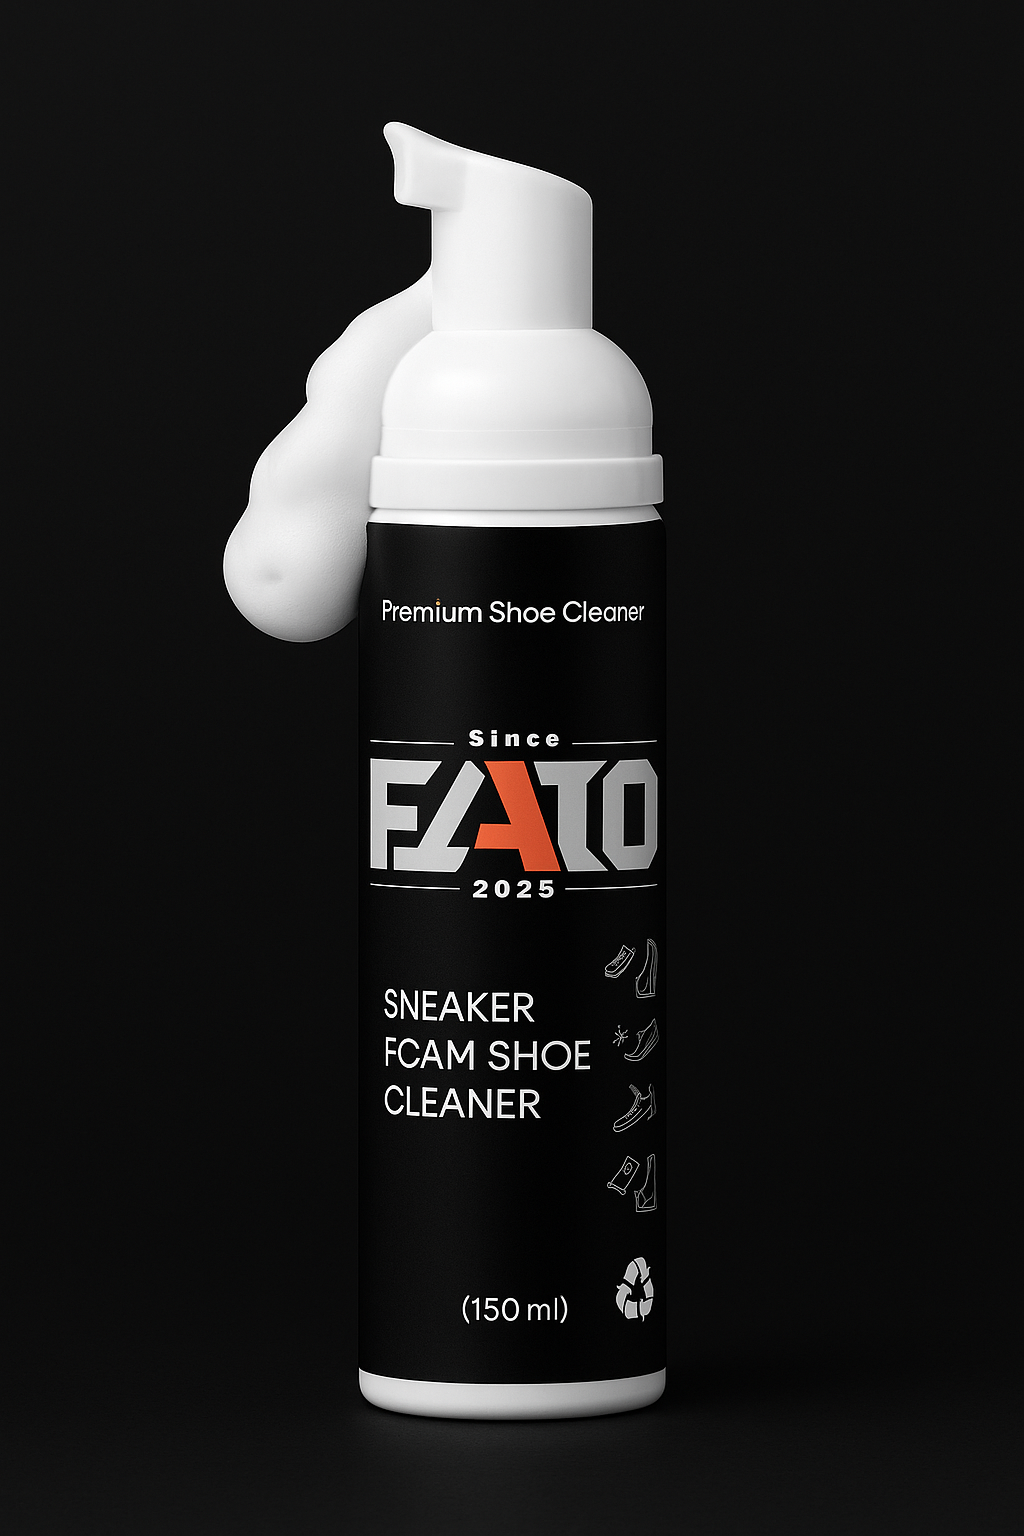 Premium Shoe Cleaner
Since
FATO
2025
SNEAKER
FCAM SHOE
CLEANER
(150 ml)